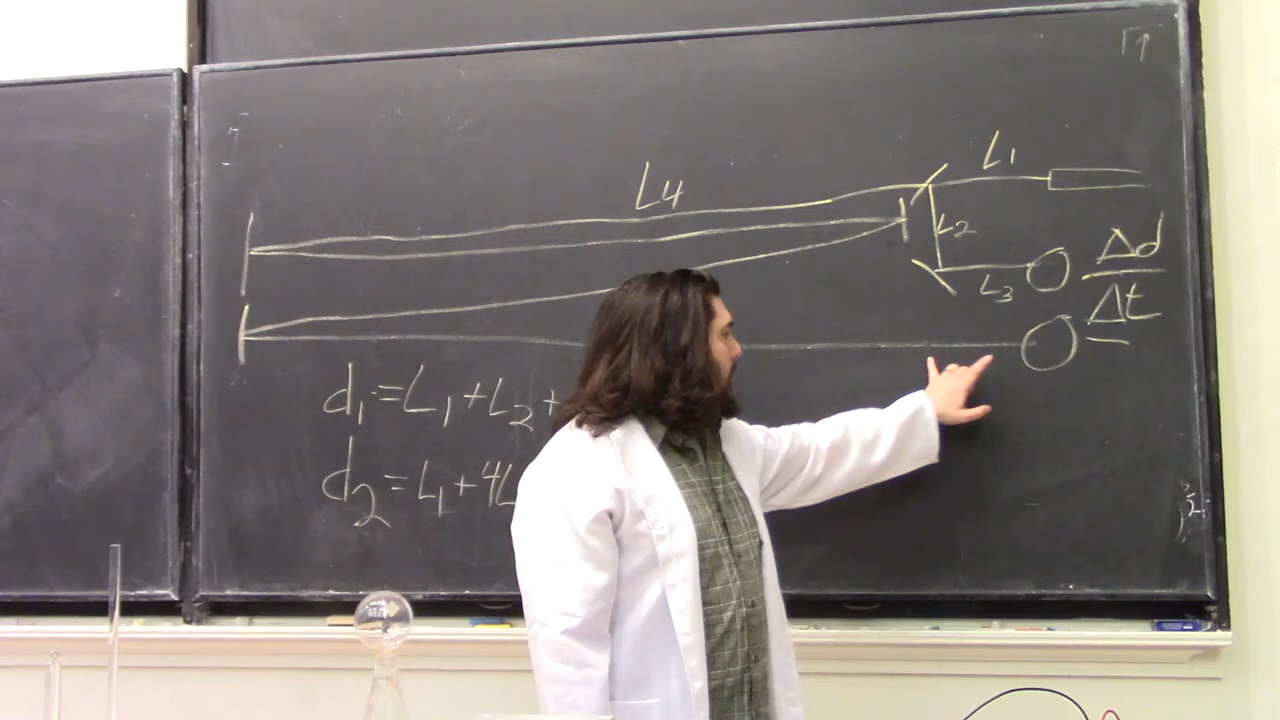 L₁
L₄
L₂
L₃
Δd
Δt
d₁=L₁+L₂+
d₂=L₁+4L